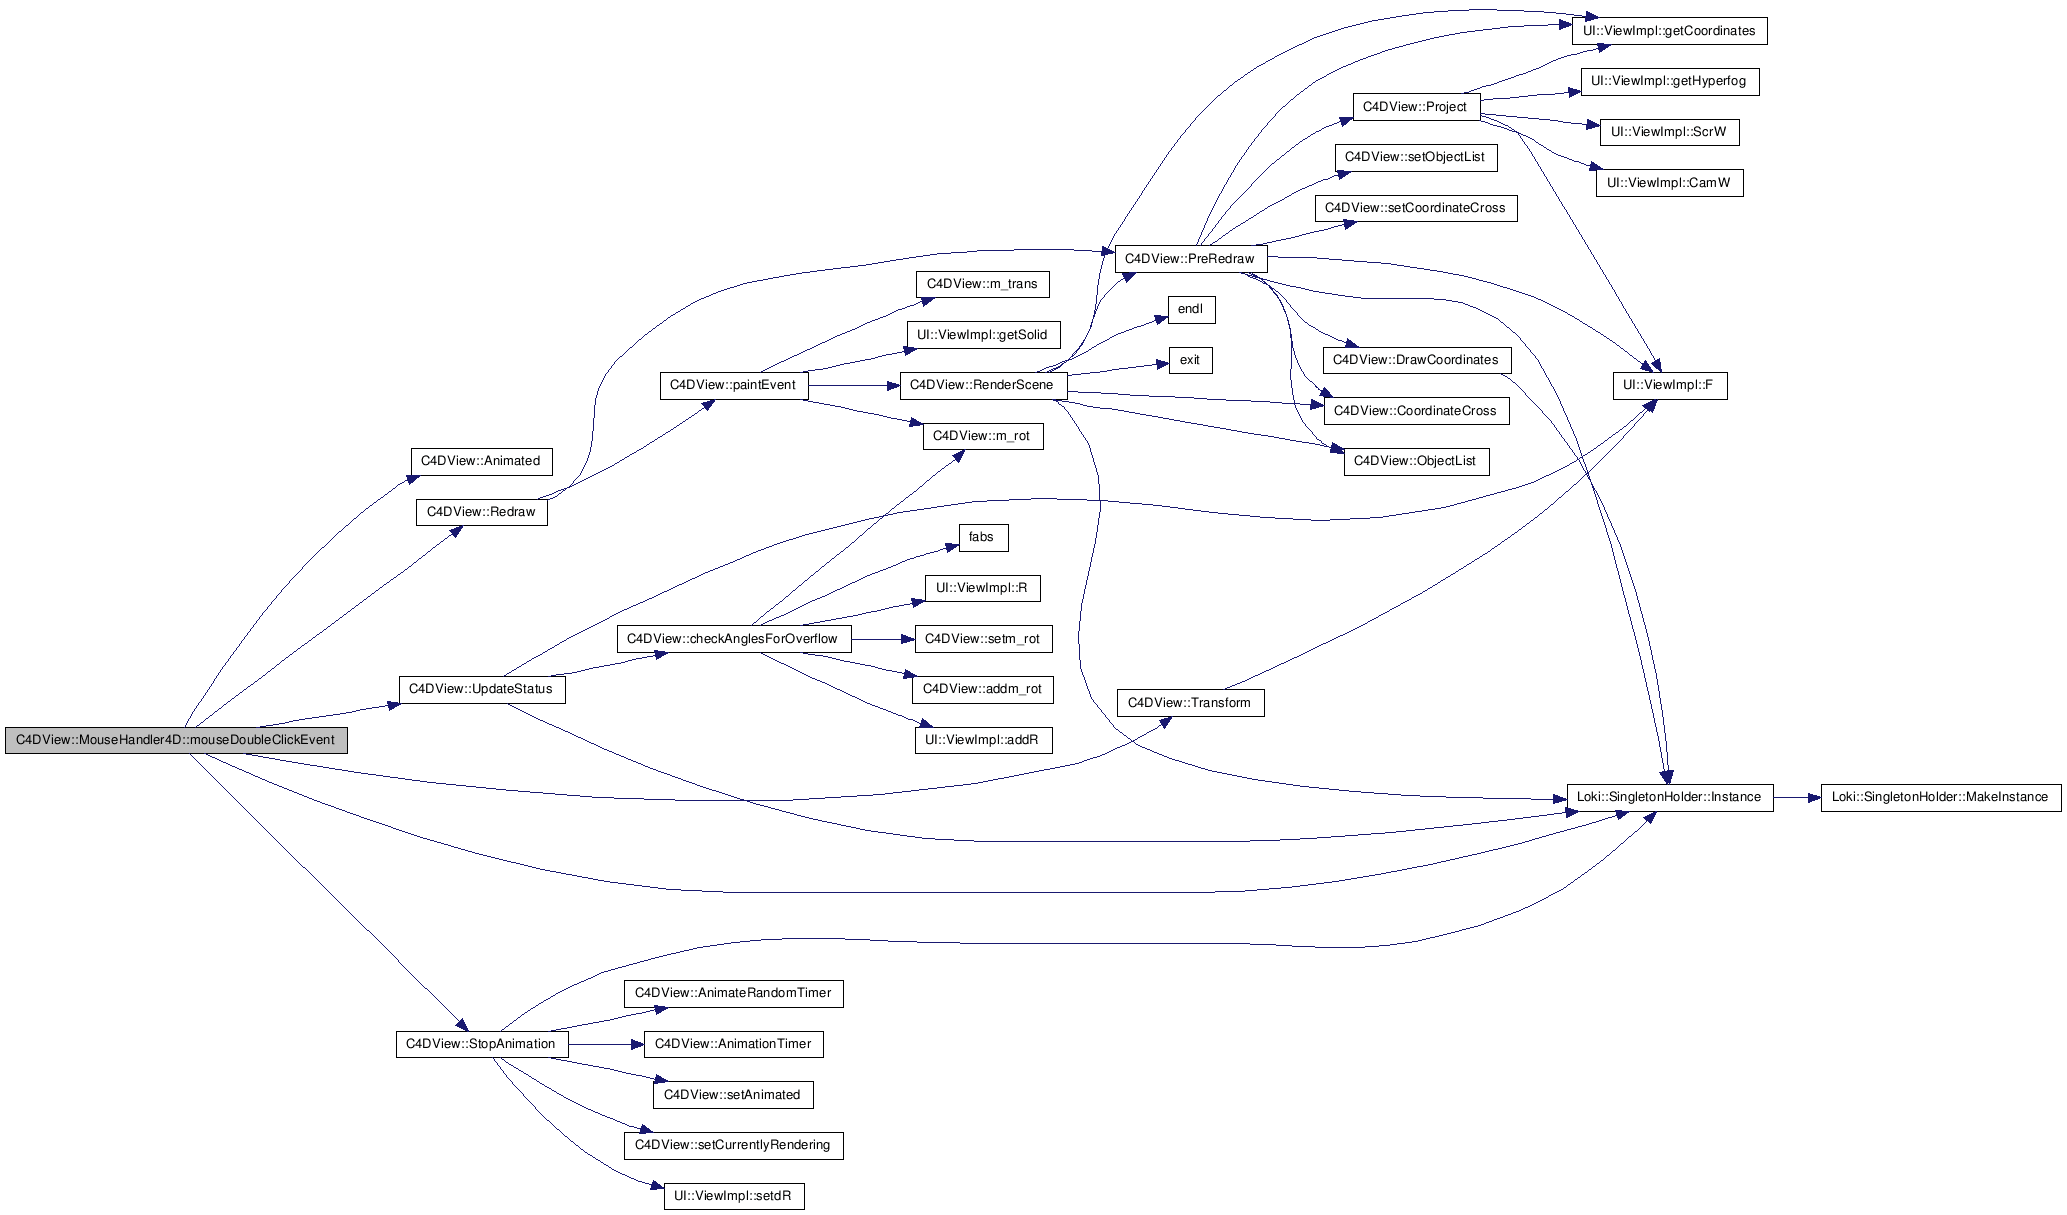 UI::ViewImpl::getCoordinates
UI::ViewImpl::getHyperfog
C4DView::Project
UI::ViewImpl::ScrW
C4DView::setObjectList
UI::ViewImpl::CamW
C4DView::setCoordinateCross
C4DView::PreRedraw
C4DView::m_trans
endl
UI::ViewImpl::getSolid
exit
C4DView::DrawCoordinates
C4DView::paintEvent
C4DView::RenderScene
UI::ViewImpl::F
C4DView::CoordinateCross
C4DView::m_rot
C4DView::Animated
C4DView::ObjectList
C4DView::Redraw
fabs
UI::ViewImpl::R
C4DView::checkAnglesForOverflow
C4DView::setm_rot
C4DView::UpdateStatus
C4DView::addm_rot
C4DView::Transform
C4DView::MouseHandler4D::mouseDoubleClickEvent
UI::ViewImpl::addR
Loki::SingletonHolder::Instance
Loki::SingletonHolder::MakeInstance
C4DView::AnimateRandomTimer
C4DView::StopAnimation
C4DView::AnimationTimer
C4DView::setAnimated
C4DView::setCurrentlyRendering
UI::ViewImpl::setdR